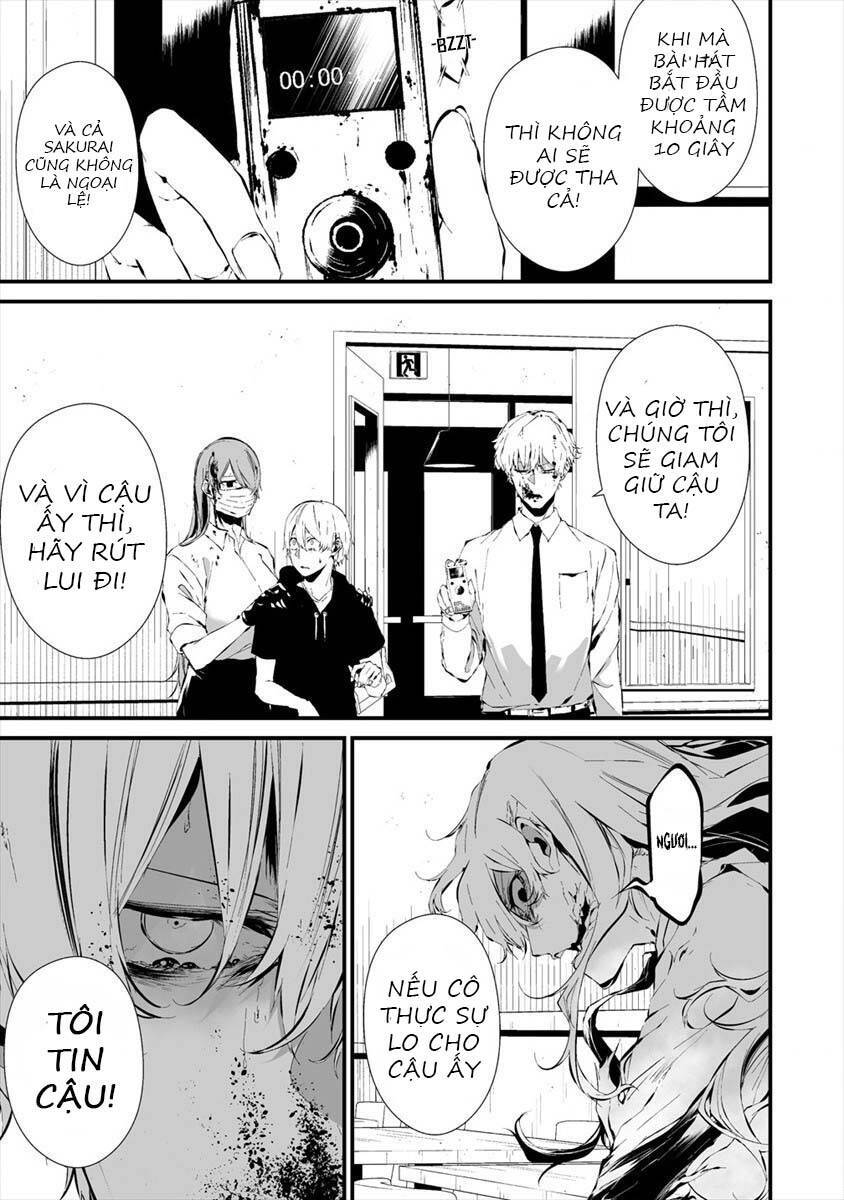 KHI MÀ
BÀI HÁT
BẮT ĐẦU
ĐƯỢC TẦM
KHOẢNG
10 GIÂY
-BZZT-
00:00:0
THÌ KHÔNG
AI SẼ
ĐƯỢC THA
CẢ!
VÀ CẢ
SAKURAI
CŨNG KHÔNG
LÀ NGOẠI
LỆ!
VÀ GIỜ THÌ,
CHÚNG TÔI
SẼ GIAM
GIỮ CẬU
TA!
VÀ VÌ CẬU
ẤY THÌ,
HÃY RÚT
LUI ĐI!
NGƯƠI...
NẾU CÔ
THỰC SỰ
LO CHO
CẬU ẤY
TÔI
TIN
CẬU!